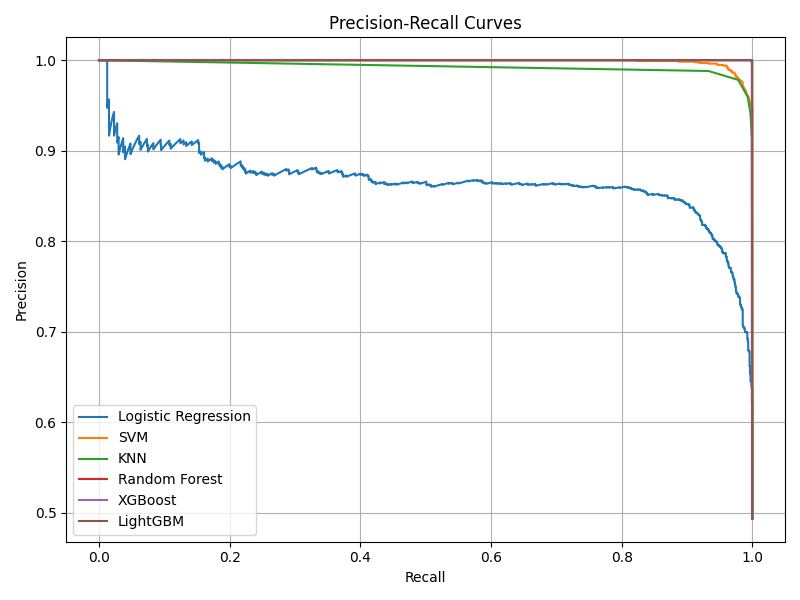 Precision-Recall Curves
1.0
0.9
0.8
0.7
0.6
0.5
Precision
Logistic Regression
SVM
KNN
Random Forest
XGBoost
LightGBM
0.0 0.2 0.4 0.6 0.8 1.0
Recall